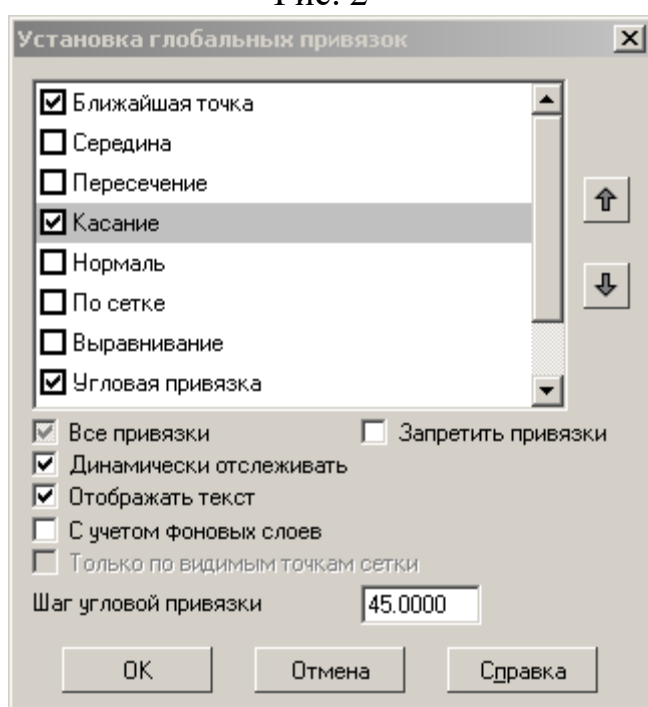 Рис. 2
Установка глобальных привязок
Ближайшая точка
Середина
Пересечение
Касание
Нормаль
По сетке
Выравнивание
Угловая привязка
Все привязки Запретить привязки
Динамически отслеживать
Отображать текст
С учетом фоновых слоев
Только по видимым точкам сетки
Шаг угловой привязки 45.0000
OK Отмена Справка